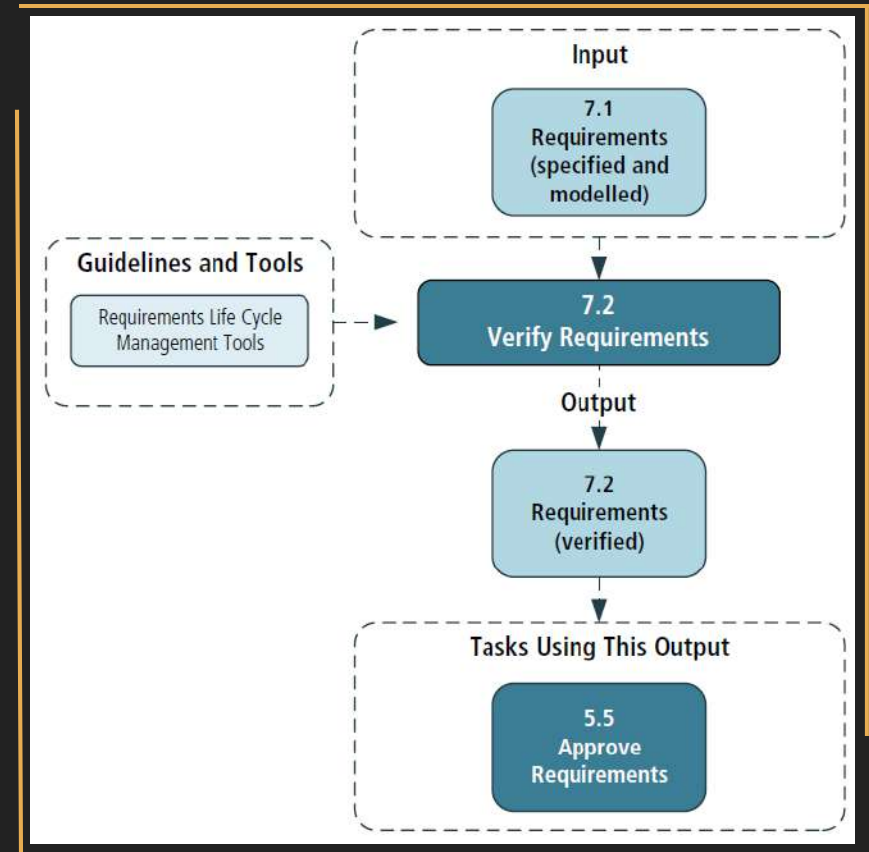 Input
7.1
Requirements
(specified and
modelled)
Guidelines and Tools
Requirements Life Cycle
Management Tools
7.2
Verify Requirements
Output
7.2
Requirements
(verified)
Tasks Using This Output
5.5
Approve
Requirements